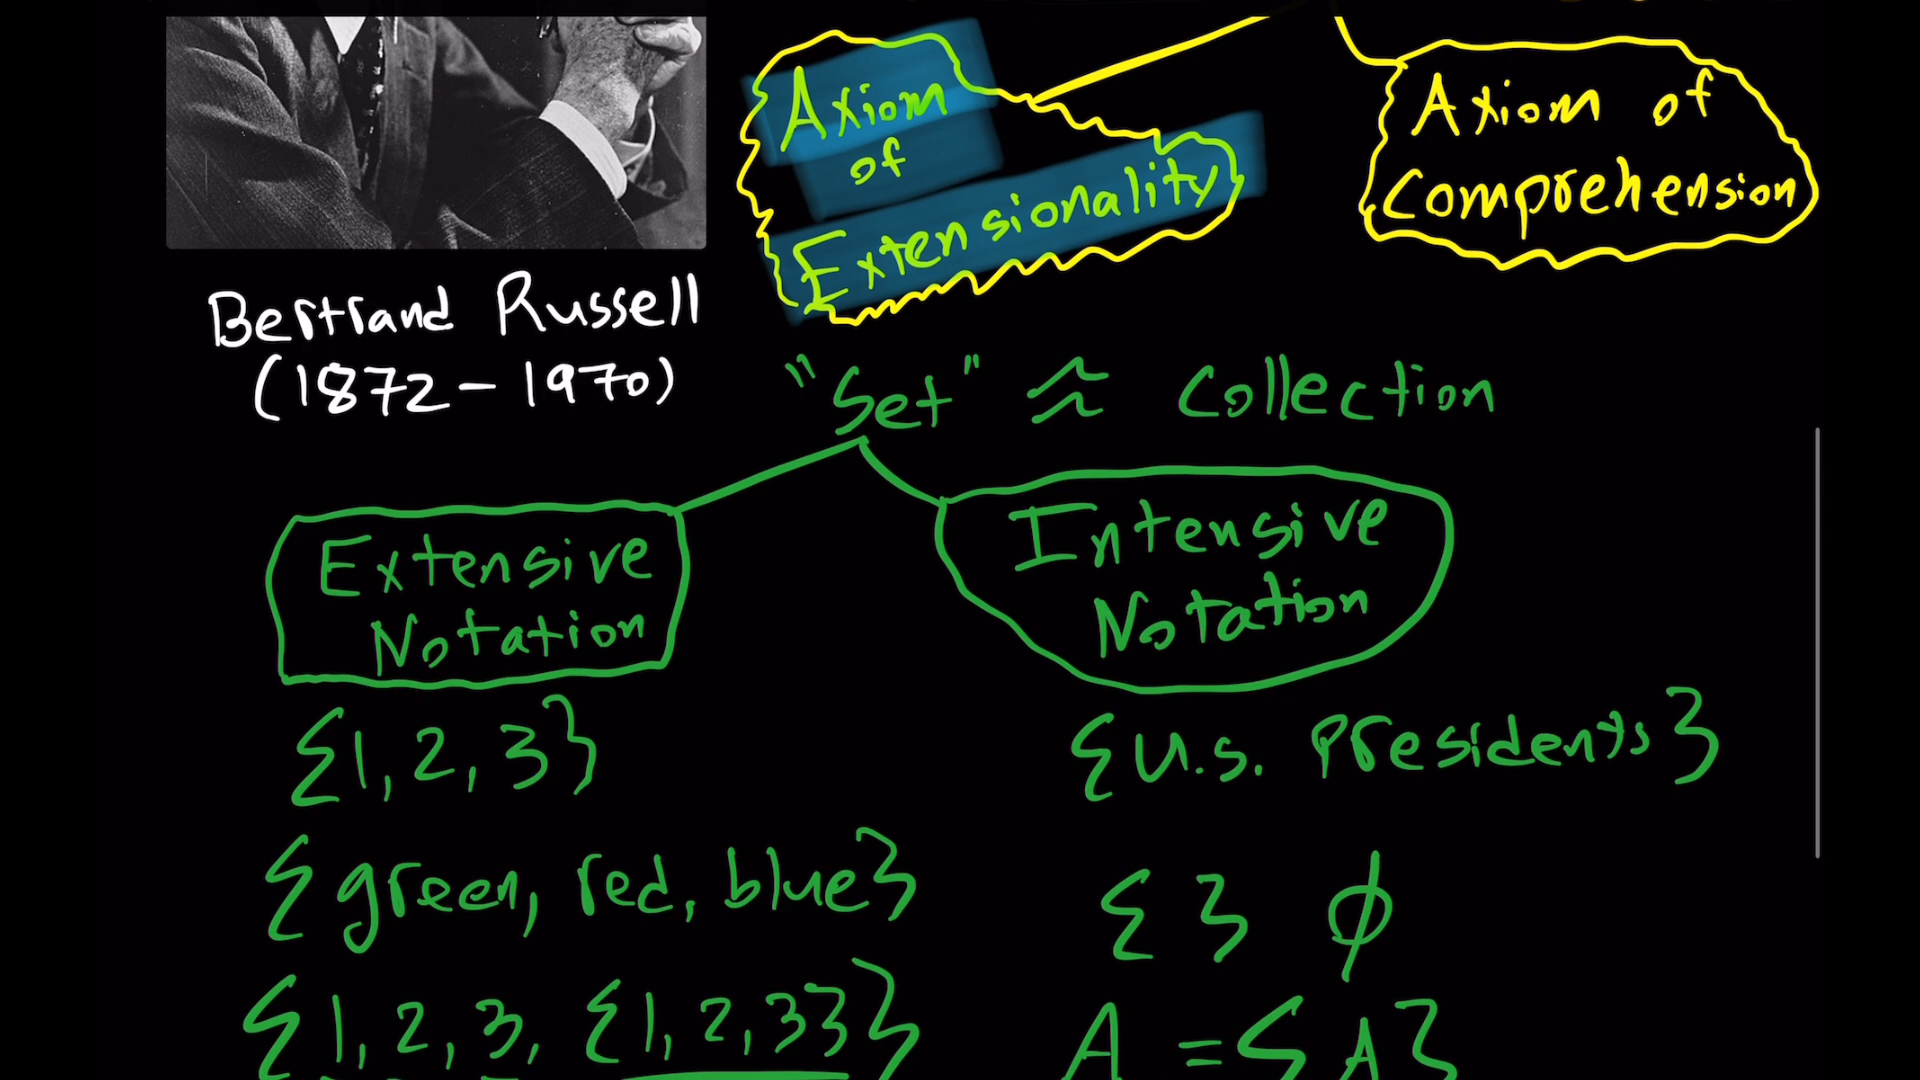 Axiom
of
Extensionality
Axiom of
Comprehension
Bertrand Russell
(1872 – 1970)
"Set" ≈ Collection
Extensive
Notation
Intensive
Notation
{1, 2, 3}
{U.S. Presidents}
{green, red, blue}
{ } ϕ
{1, 2, 3, {1, 2, 3}}
A = {A}